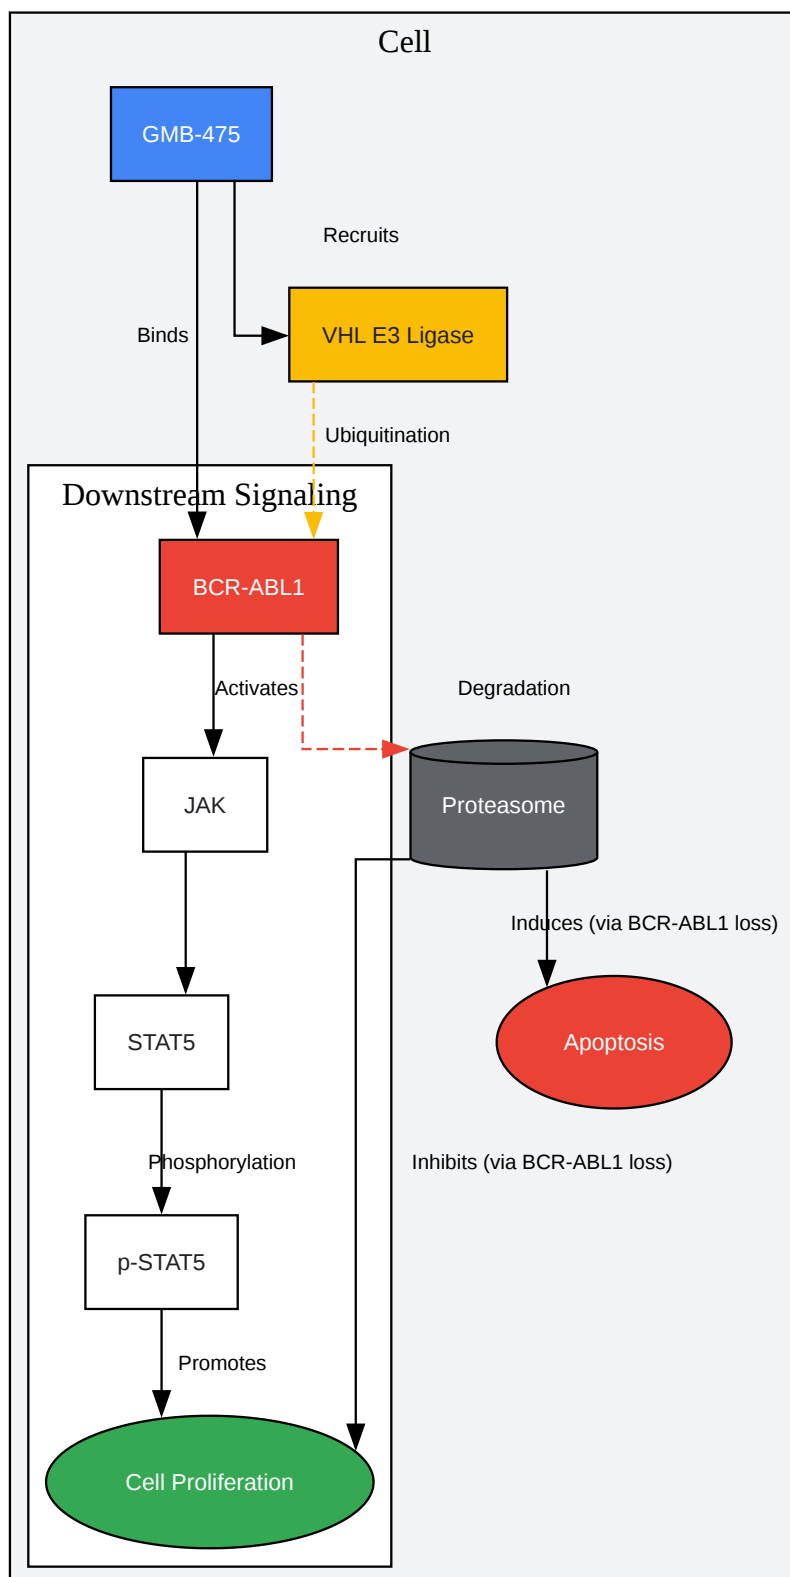 Cell
GMB-475
Recruits
Binds
VHL E3 Ligase
Ubiquitination
Downstream Signaling
BCR-ABL1
Activates
Degradation
JAK
Proteasome
Induces (via BCR-ABL1 loss)
STAT5
Apoptosis
Phosphorylation
Inhibits (via BCR-ABL1 loss)
p-STAT5
Promotes
Cell Proliferation